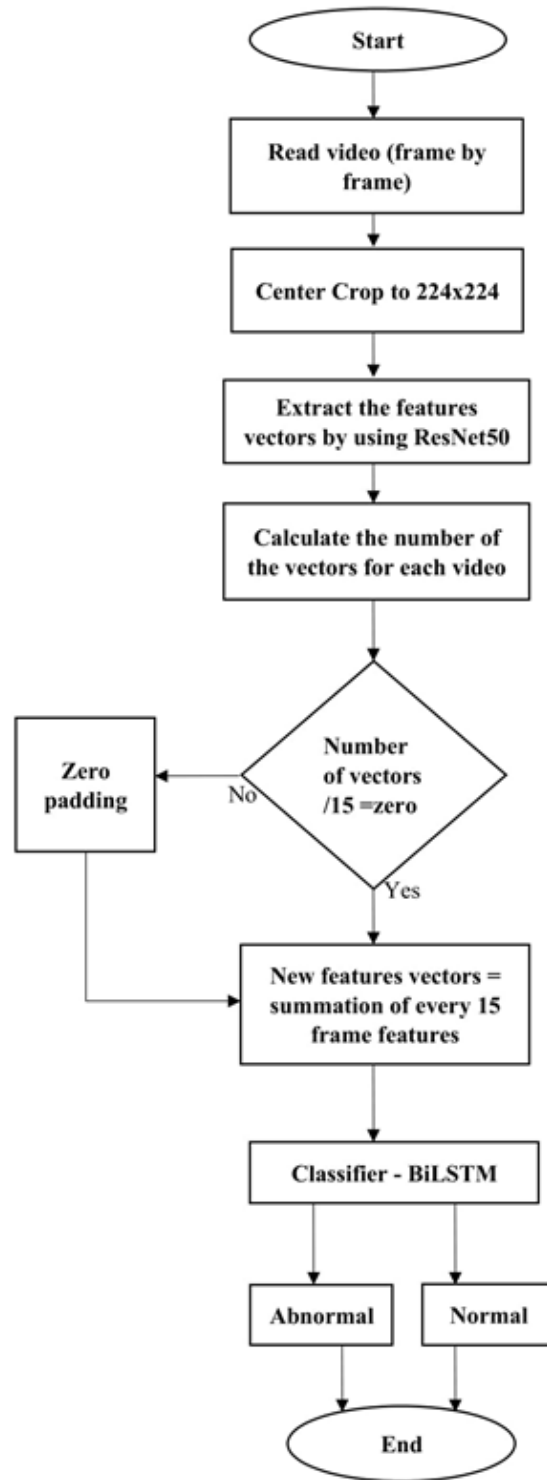 Start
Read video (frame by
frame)
Center Crop to 224x224
Extract the features
vectors by using ResNet50
Calculate the number of
the vectors for each video
Number
of vectors
/15 =zero
No
Zero
padding
Yes
New features vectors =
summation of every 15
frame features
Classifier - BiLSTM
Abnormal
Normal
End